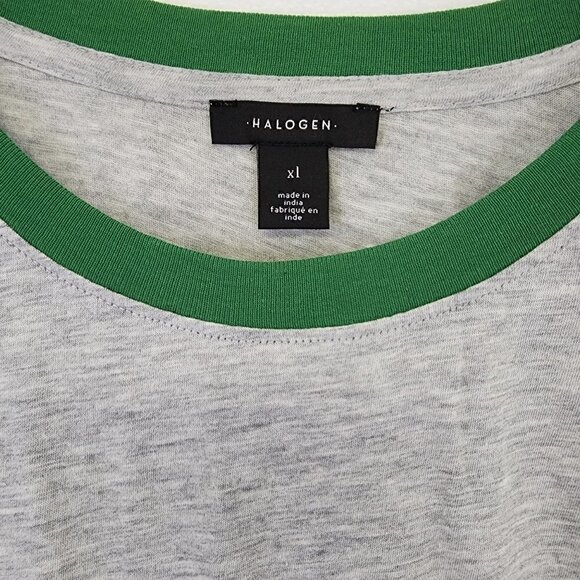 ·HALOGEN·
xl
made in
india
fabriqué en
inde